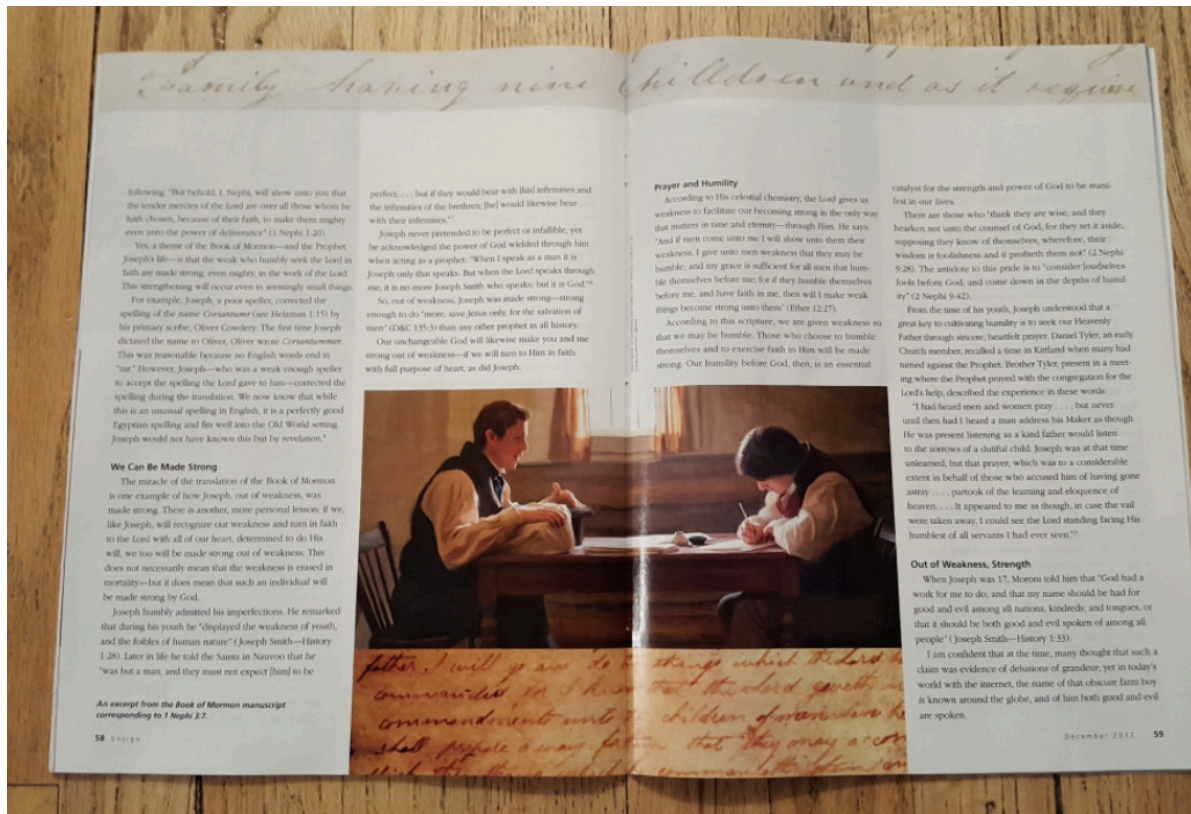 Family having nine Chilldren and as it requires
following: "But behold, I, Nephi, will show unto you that
the tender mercies of the Lord are over all those whom he
hath chosen, because of their faith, to make them mighty
even unto the power of deliverance" (1 Nephi 1:20).
Yes, a theme of the Book of Mormon—and the Prophet
Joseph's life—is that the weak who humbly seek the Lord in
faith are made strong, even mighty, in the work of the Lord.
This strengthening will occur even in seemingly small things.
For example, Joseph, a poor speller, corrected the
spelling of the name Coriantumr (see Helaman 1:15) by
his primary scribe, Oliver Cowdery. The first time Joseph
dictated the name to Oliver, Oliver wrote Coriantummer.
This was reasonable because no English words end in
"mr." However, Joseph—who was a weak enough speller
to accept the spelling the Lord gave to him—corrected the
spelling during the translation. We now know that while
this is an unusual spelling in English, it is a perfectly good
Egyptian spelling and fits well into the Old World setting.
Joseph would not have known this but by revelation.
We Can Be Made Strong
The miracle of the translation of the Book of Mormon
is one example of how Joseph, out of weakness, was
made strong. There is another, more personal lesson: if we,
like Joseph, will recognize our weakness and turn in faith
to the Lord with all of our heart, determined to do His
will, we too will be made strong out of weakness. This
does not necessarily mean that the weakness is erased in
mortality—but it does mean that such an individual will
be made strong by God.
Joseph humbly admitted his imperfections. He remarked
that during his youth he "displayed the weakness of youth,
and the foibles of human nature" (Joseph Smith—History
1:28). Later in life he told the Saints in Nauvoo that he
"was but a man, and they must not expect [him] to be
An excerpt from the Book of Mormon manuscript
corresponding to 1 Nephi 3:7.
58 Ensign
perfect; . . . but if they would bear with [his] infirmities and
the infirmities of the brethren, [he] would likewise bear
with their infirmities."
Joseph never pretended to be perfect or infallible, yet
he acknowledged the power of God wielded through him
when acting as a prophet: "When I speak as a man it is
Joseph only that speaks. But when the Lord speaks through
me, it is no more Joseph Smith who speaks; but it is God."
So, out of weakness, Joseph was made strong—strong
enough to do "more, save Jesus only, for the salvation of
men" (D&C 135:3) than any other prophet in all history.
Our unchangeable God will likewise make you and me
strong out of weakness—if we will turn to Him in faith
with full purpose of heart, as did Joseph.
Prayer and Humility
According to His celestial chemistry, the Lord gives us
weakness to facilitate our becoming strong in the only way
that matters in time and eternity—through Him. He says:
"And if men come unto me I will show unto them their
weakness. I give unto men weakness that they may be
humble; and my grace is sufficient for all men that hum-
ble themselves before me; for if they humble themselves
before me, and have faith in me, then will I make weak
things become strong unto them" (Ether 12:27).
According to this scripture, we are given weakness so
that we may be humble. Those who choose to humble
themselves and to exercise faith in Him will be made
strong. Our humility before God, then, is an essential
catalyst for the strength and power of God to be mani-
fest in our lives.
There are those who "think they are wise, and they
hearken not unto the counsel of God, for they set it aside,
supposing they know of themselves, wherefore, their
wisdom is foolishness and it profiteth them not" (2 Nephi
9:28). The antidote to this pride is to "consider [our]selves
fools before God, and come down in the depths of humil-
ity" (2 Nephi 9:42).
From the time of his youth, Joseph understood that a
great key to cultivating humility is to seek our Heavenly
Father through sincere, heartfelt prayer. Daniel Tyler, an early
Church member, recalled a time in Kirtland when many had
turned against the Prophet. Brother Tyler, present in a meet-
ing where the Prophet prayed with the congregation for the
Lord's help, described the experience in these words:
"I had heard men and women pray . . . , but never
until then had I heard a man address his Maker as though
He was present listening as a kind father would listen
to the sorrows of a dutiful child. Joseph was at that time
unlearned, but that prayer, which was to a considerable
extent in behalf of those who accused him of having gone
astray . . . , partook of the learning and eloquence of
heaven. . . . It appeared to me as though, in case the vail
were taken away, I could see the Lord standing facing His
humblest of all servants I had ever seen."
Out of Weakness, Strength
When Joseph was 17, Moroni told him that "God had a
work for me to do; and that my name should be had for
good and evil among all nations, kindreds, and tongues, or
that it should be both good and evil spoken of among all
people" (Joseph Smith—History 1:33).
I am confident that at the time, many thought that such a
claim was evidence of delusions of grandeur; yet in today's
world with the internet, the name of that obscure farm boy
is known around the globe, and of him both good and evil
are spoken.
father I will go and do the things which the Lord
commanded for I know that the Lord giveth
commandments unto children of men save he
shall prepare a way for that they may
December 2017 59